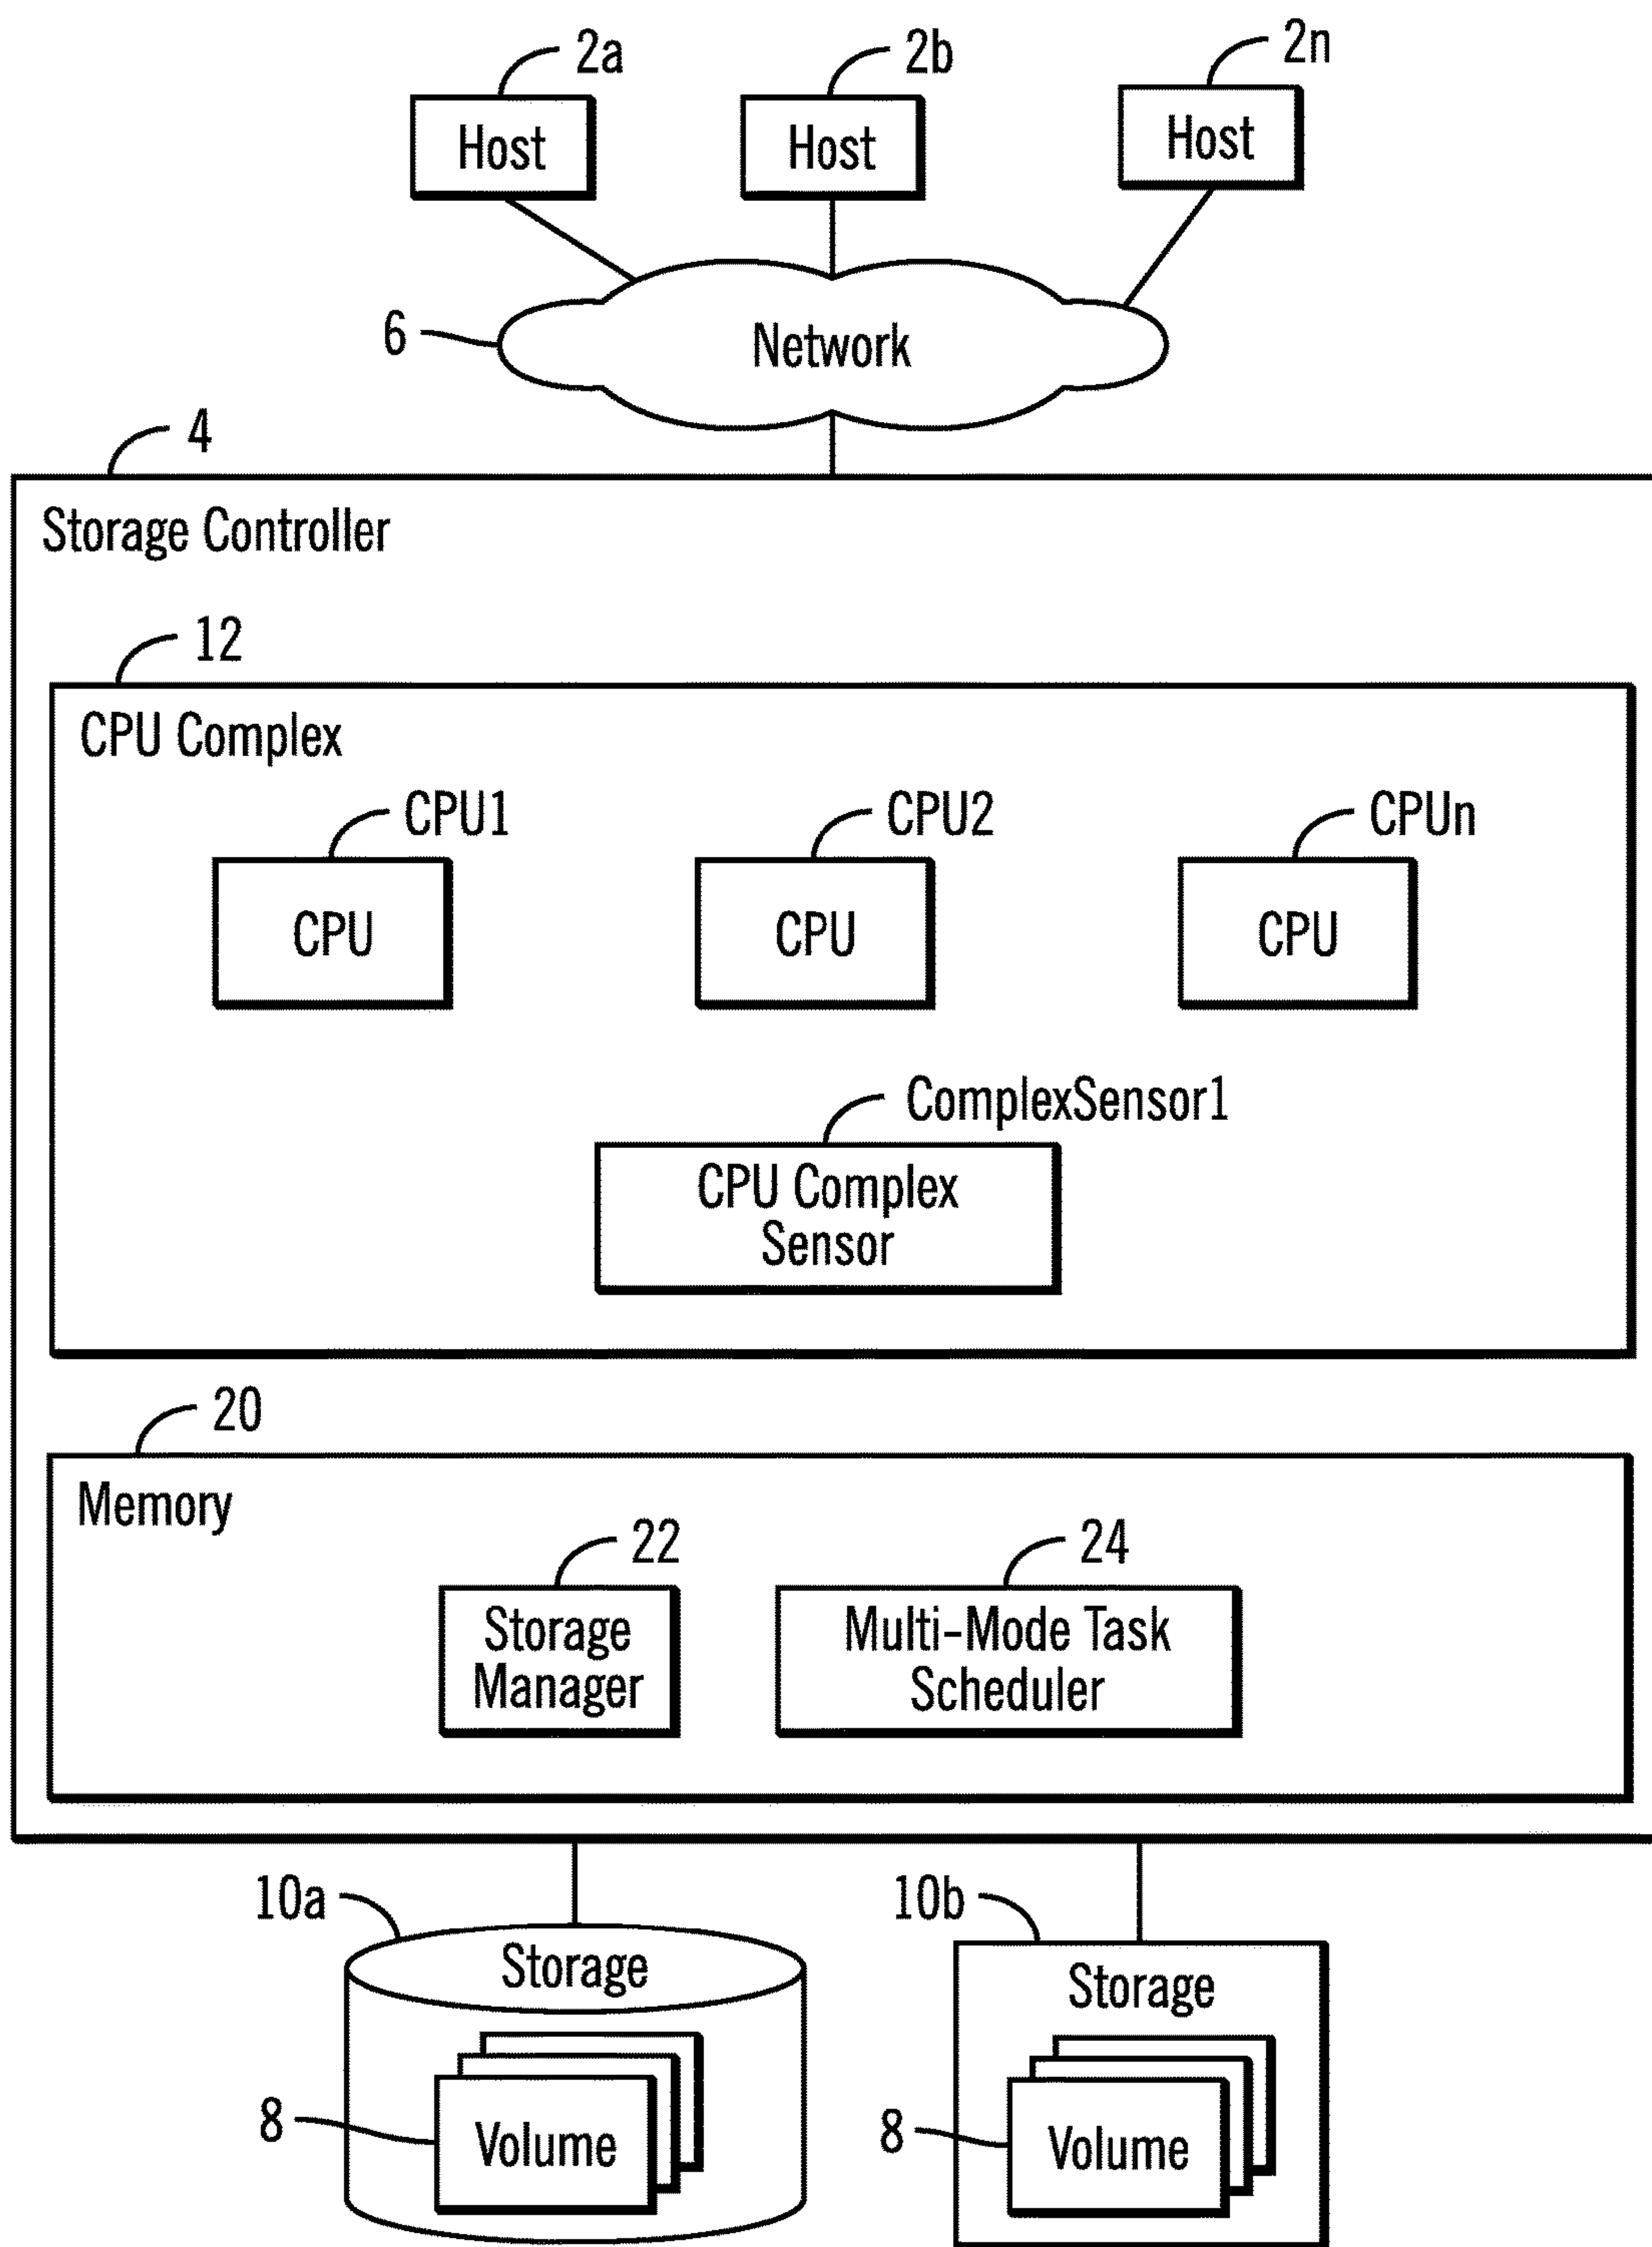 2a
2b
2n
Host
Host
Host
6
Network
4
Storage Controller
12
CPU Complex
CPU1
CPU2
CPUn
CPU
CPU
CPU
ComplexSensor1
CPU Complex
Sensor
20
Memory
22
24
Storage
Manager
Multi-Mode Task
Scheduler
10a
10b
Storage
Storage
8
Volume
8
Volume